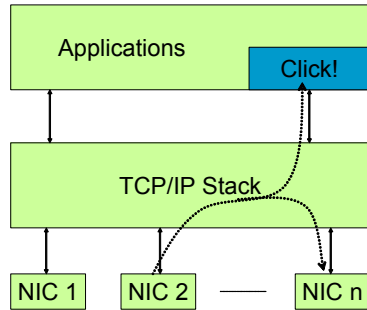 Applications
Click!
TCP/IP Stack
NIC 1
NIC 2
NIC n